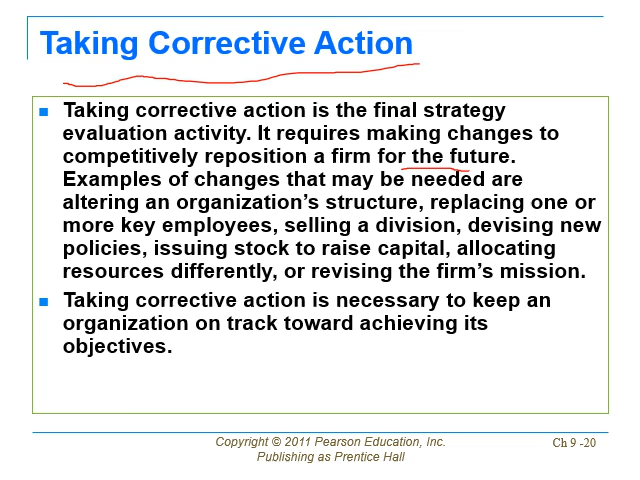 Taking Corrective Action
Taking corrective action is the final strategy
evaluation activity. It requires making changes to
competitively reposition a firm for the future.
Examples of changes that may be needed are
altering an organization's structure, replacing one or
more key employees, selling a division, devising new
policies, issuing stock to raise capital, allocating
resources differently, or revising the firm's mission.
Taking corrective action is necessary to keep an
organization on track toward achieving its
objectives.
Copyright © 2011 Pearson Education, Inc.
Publishing as Prentice Hall
Ch 9 -20